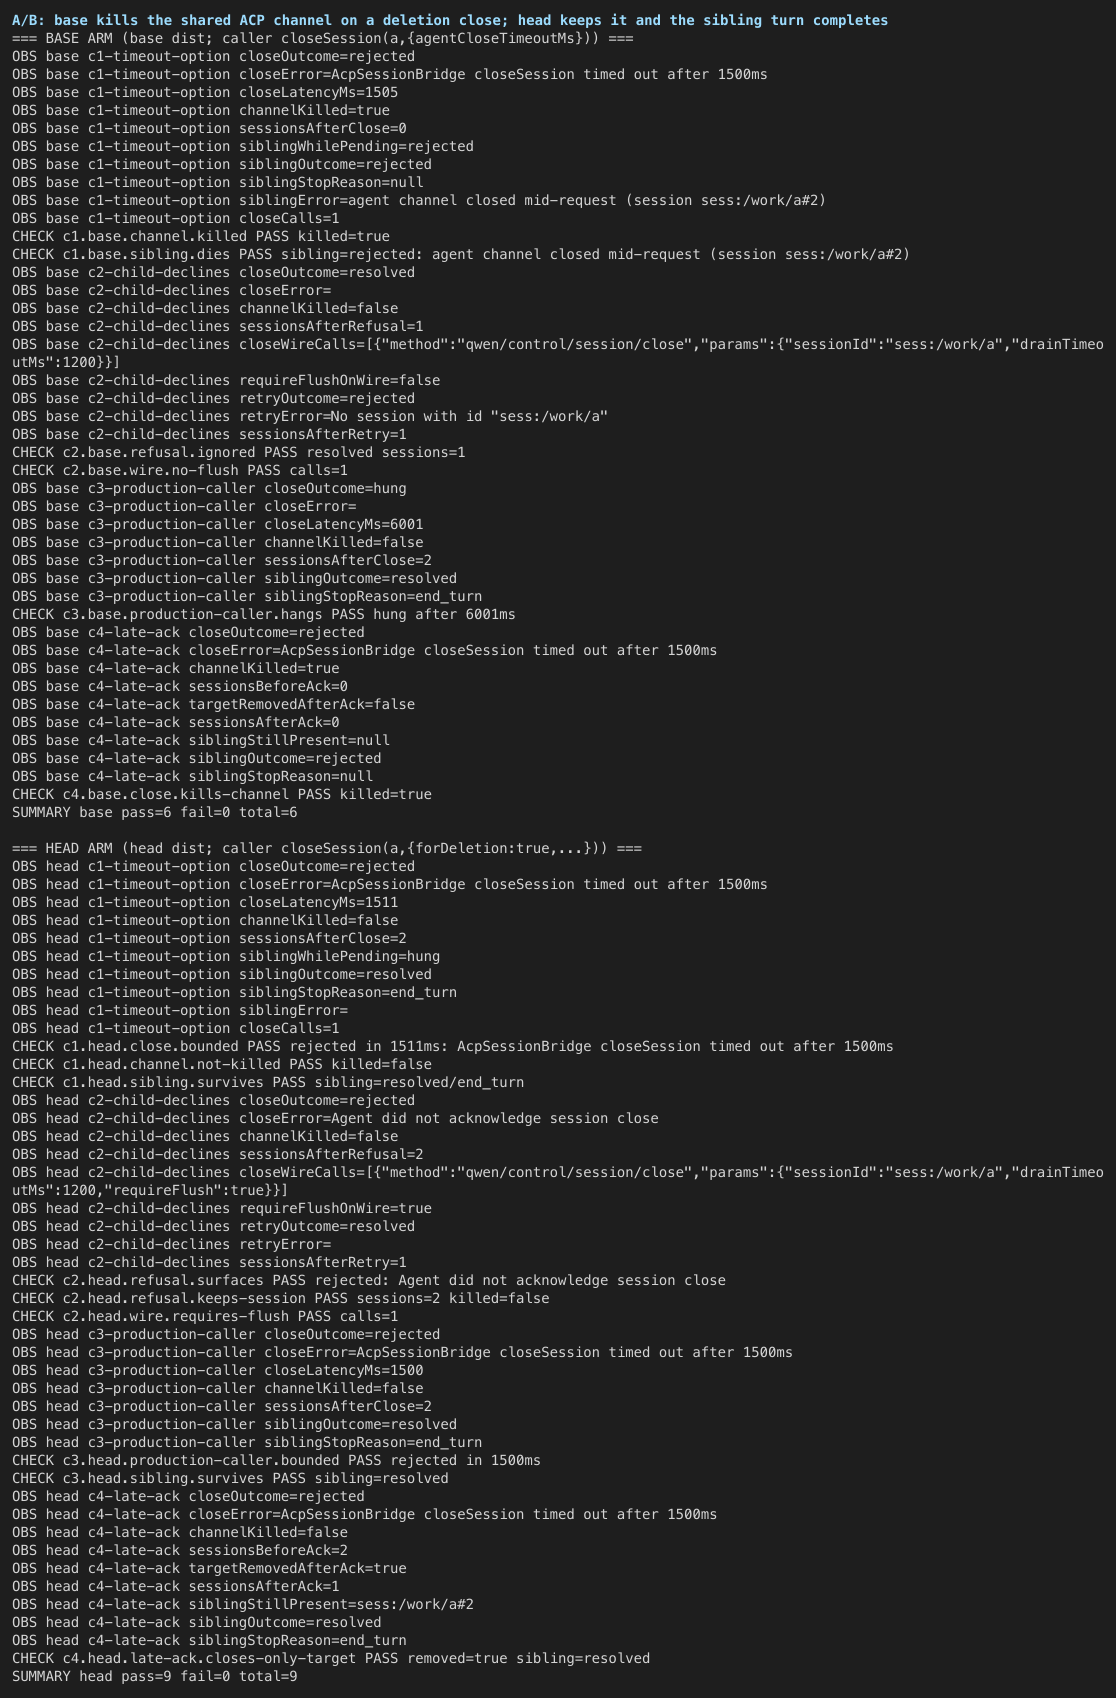 A/B: base kills the shared ACP channel on a deletion close; head keeps it and the sibling turn completes
=== BASE ARM (base dist; caller closeSession(a,{agentCloseTimeoutMs})) ===
OBS base c1-timeout-option closeOutcome=rejected
OBS base c1-timeout-option closeError=AcpSessionBridge closeSession timed out after 1500ms
OBS base c1-timeout-option closeLatencyMs=1505
OBS base c1-timeout-option channelKilled=true
OBS base c1-timeout-option sessionsAfterClose=0
OBS base c1-timeout-option siblingWhilePending=rejected
OBS base c1-timeout-option siblingOutcome=rejected
OBS base c1-timeout-option siblingStopReason=null
OBS base c1-timeout-option siblingError=agent channel closed mid-request (session sess:/work/a#2)
OBS base c1-timeout-option closeCalls=1
CHECK c1.base.channel.killed PASS killed=true
CHECK c1.base.sibling.dies PASS sibling=rejected: agent channel closed mid-request (session sess:/work/a#2)
OBS base c2-child-declines closeOutcome=resolved
OBS base c2-child-declines closeError=
OBS base c2-child-declines channelKilled=false
OBS base c2-child-declines sessionsAfterRefusal=1
OBS base c2-child-declines closeWireCalls=[{"method":"qwen/control/session/close","params":{"sessionId":"sess:/work/a","drainTimeo
utMs":1200}}]
OBS base c2-child-declines requireFlushOnWire=false
OBS base c2-child-declines retryOutcome=rejected
OBS base c2-child-declines retryError=No session with id "sess:/work/a"
OBS base c2-child-declines sessionsAfterRetry=1
CHECK c2.base.refusal.ignored PASS resolved sessions=1
CHECK c2.base.wire.no-flush PASS calls=1
OBS base c3-production-caller closeOutcome=hung
OBS base c3-production-caller closeError=
OBS base c3-production-caller closeLatencyMs=6001
OBS base c3-production-caller channelKilled=false
OBS base c3-production-caller sessionsAfterClose=2
OBS base c3-production-caller siblingOutcome=resolved
OBS base c3-production-caller siblingStopReason=end_turn
CHECK c3.base.production-caller.hangs PASS hung after 6001ms
OBS base c4-late-ack closeOutcome=rejected
OBS base c4-late-ack closeError=AcpSessionBridge closeSession timed out after 1500ms
OBS base c4-late-ack channelKilled=true
OBS base c4-late-ack sessionsBeforeAck=0
OBS base c4-late-ack targetRemovedAfterAck=false
OBS base c4-late-ack sessionsAfterAck=0
OBS base c4-late-ack siblingStillPresent=null
OBS base c4-late-ack siblingOutcome=rejected
OBS base c4-late-ack siblingStopReason=null
CHECK c4.base.close.kills-channel PASS killed=true
SUMMARY base pass=6 fail=0 total=6
=== HEAD ARM (head dist; caller closeSession(a,{forDeletion:true,...})) ===
OBS head c1-timeout-option closeOutcome=rejected
OBS head c1-timeout-option closeError=AcpSessionBridge closeSession timed out after 1500ms
OBS head c1-timeout-option closeLatencyMs=1511
OBS head c1-timeout-option channelKilled=false
OBS head c1-timeout-option sessionsAfterClose=2
OBS head c1-timeout-option siblingWhilePending=hung
OBS head c1-timeout-option siblingOutcome=resolved
OBS head c1-timeout-option siblingStopReason=end_turn
OBS head c1-timeout-option siblingError=
OBS head c1-timeout-option closeCalls=1
CHECK c1.head.close.bounded PASS rejected in 1511ms: AcpSessionBridge closeSession timed out after 1500ms
CHECK c1.head.channel.not-killed PASS killed=false
CHECK c1.head.sibling.survives PASS sibling=resolved/end_turn
OBS head c2-child-declines closeOutcome=rejected
OBS head c2-child-declines closeError=Agent did not acknowledge session close
OBS head c2-child-declines channelKilled=false
OBS head c2-child-declines sessionsAfterRefusal=2
OBS head c2-child-declines closeWireCalls=[{"method":"qwen/control/session/close","params":{"sessionId":"sess:/work/a","drainTimeo
utMs":1200,"requireFlush":true}}]
OBS head c2-child-declines requireFlushOnWire=true
OBS head c2-child-declines retryOutcome=resolved
OBS head c2-child-declines retryError=
OBS head c2-child-declines sessionsAfterRetry=1
CHECK c2.head.refusal.surfaces PASS rejected: Agent did not acknowledge session close
CHECK c2.head.refusal.keeps-session PASS sessions=2 killed=false
CHECK c2.head.wire.requires-flush PASS calls=1
OBS head c3-production-caller closeOutcome=rejected
OBS head c3-production-caller closeError=AcpSessionBridge closeSession timed out after 1500ms
OBS head c3-production-caller closeLatencyMs=1500
OBS head c3-production-caller channelKilled=false
OBS head c3-production-caller sessionsAfterClose=2
OBS head c3-production-caller siblingOutcome=resolved
OBS head c3-production-caller siblingStopReason=end_turn
CHECK c3.head.production-caller.bounded PASS rejected in 1500ms
CHECK c3.head.sibling.survives PASS sibling=resolved
OBS head c4-late-ack closeOutcome=rejected
OBS head c4-late-ack closeError=AcpSessionBridge closeSession timed out after 1500ms
OBS head c4-late-ack channelKilled=false
OBS head c4-late-ack sessionsBeforeAck=2
OBS head c4-late-ack targetRemovedAfterAck=true
OBS head c4-late-ack sessionsAfterAck=1
OBS head c4-late-ack siblingStillPresent=sess:/work/a#2
OBS head c4-late-ack siblingOutcome=resolved
OBS head c4-late-ack siblingStopReason=end_turn
CHECK c4.head.late-ack.closes-only-target PASS removed=true sibling=resolved
SUMMARY head pass=9 fail=0 total=9